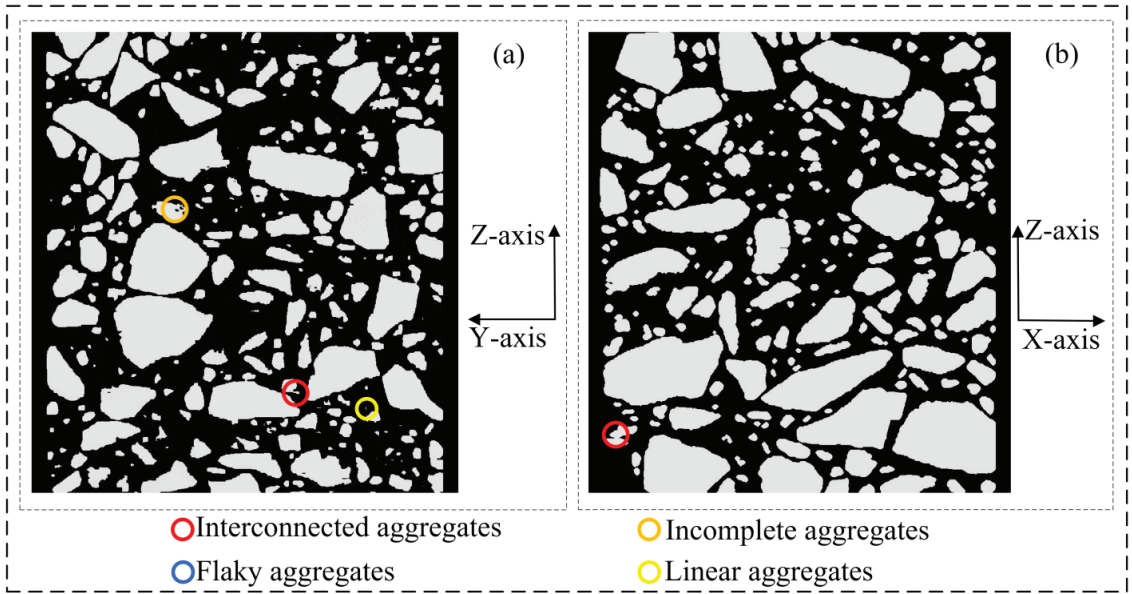 (a)
(b)
Z-axis
Y-axis
Z-axis
X-axis
Interconnected aggregates
Incomplete aggregates
Flaky aggregates
Linear aggregates